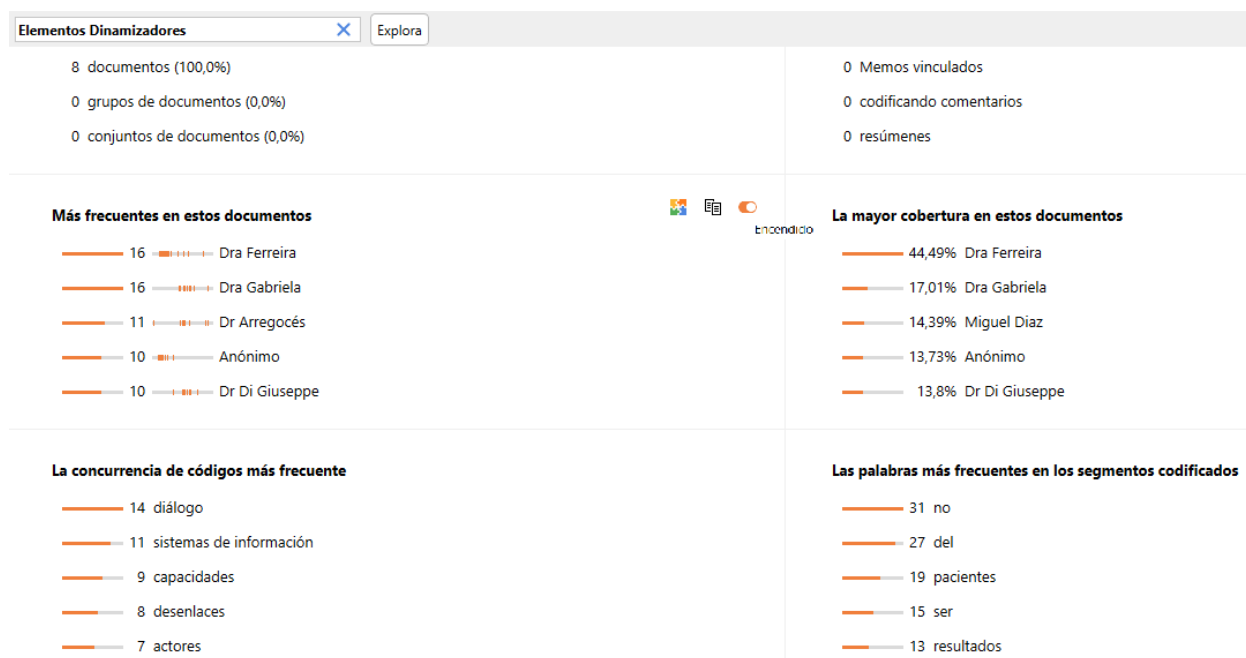 Elementos Dinamizadores
Explora
8 documentos (100,0%)
0 grupos de documentos (0,0%)
0 conjuntos de documentos (0,0%)
0 Memos vinculados
0 codificando comentarios
0 resúmenes
Más frecuentes en estos documentos
Encendido
16 Dra Ferreira
16 Dra Gabriela
11 Dr Arregocés
10 Anónimo
10 Dr Di Giuseppe
La mayor cobertura en estos documentos
44,49% Dra Ferreira
17,01% Dra Gabriela
14,39% Miguel Diaz
13,73% Anónimo
13,8% Dr Di Giuseppe
La concurrencia de códigos más frecuente
14 diálogo
11 sistemas de información
9 capacidades
8 desenlaces
7 actores
Las palabras más frecuentes en los segmentos codificados
31 no
27 del
19 pacientes
15 ser
13 resultados